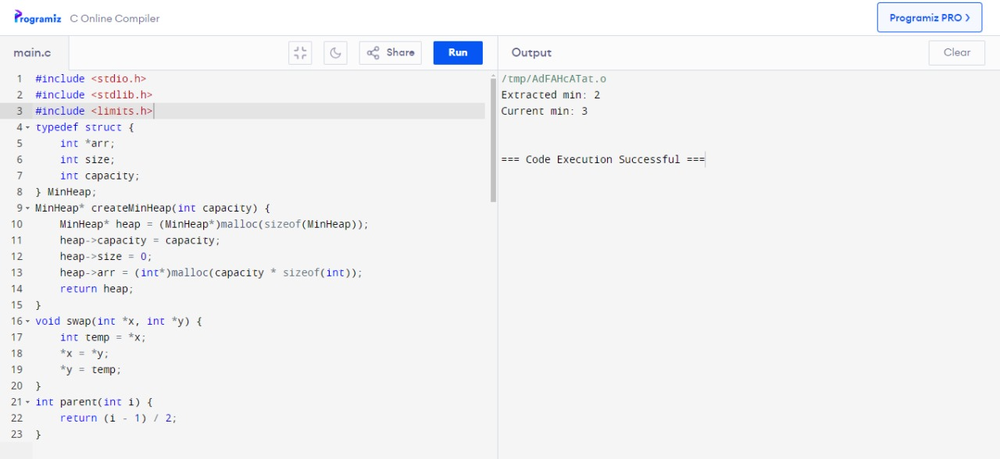 Programiz C Online Compiler
Programiz PRO >
main.c
Share
Run
Output
Clear
1 #include <stdio.h>
2 #include <stdlib.h>
3 #include <limits.h>
4 typedef struct {
5     int *arr;
6     int size;
7     int capacity;
8 } MinHeap;
9 MinHeap* createMinHeap(int capacity) {
10     MinHeap* heap = (MinHeap*)malloc(sizeof(MinHeap));
11     heap->capacity = capacity;
12     heap->size = 0;
13     heap->arr = (int*)malloc(capacity * sizeof(int));
14     return heap;
15 }
16 void swap(int *x, int *y) {
17     int temp = *x;
18     *x = *y;
19     *y = temp;
20 }
21 int parent(int i) {
22     return (i - 1) / 2;
23 }
/tmp/AdFAHcATat.o
Extracted min: 2
Current min: 3
=== Code Execution Successful ===